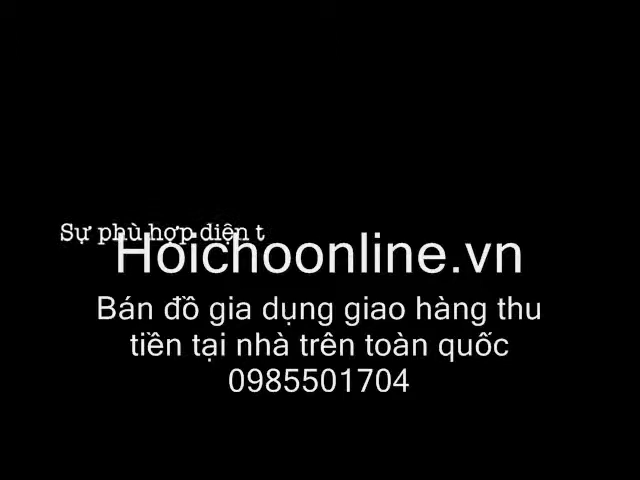 Sự phù hợp diện t
Hoichoonline.vn
Bán đồ gia dụng giao hàng thu
tiền tại nhà trên toàn quốc
0985501704